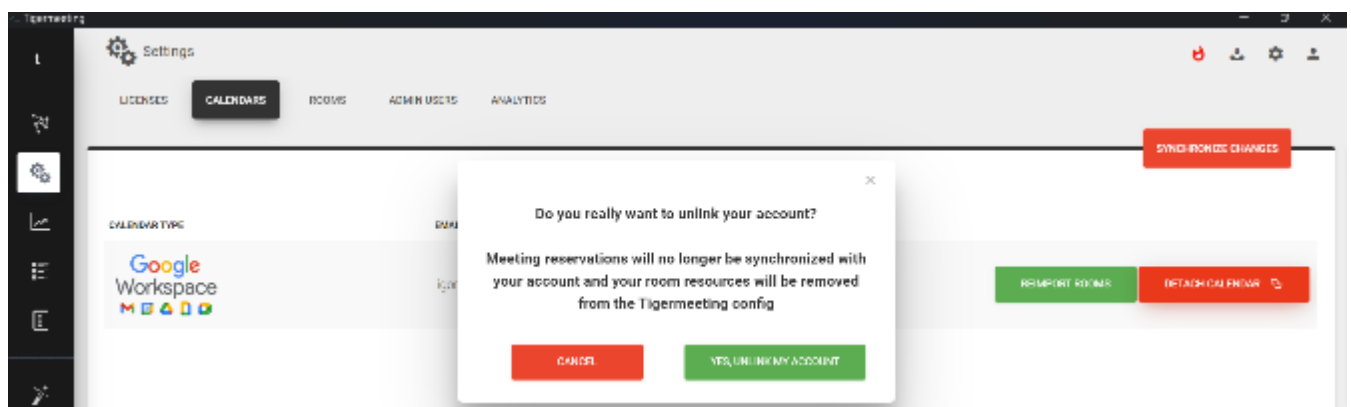 Tigermeeting
Settings
LICENSES CALENDARS ROOMS ADMIN USERS ANALYTICS
SYNCHRONIZE CHANGES
Do you really want to unlink your account?
CALENDAR TYPE
Meeting reservations will no longer be synchronized with
your account and your room resources will be removed
from the Tigermeeting config
Google
Workspace
REIMPORT ROOMS DETACH CALENDAR
CANCEL YES, UNLINK MY ACCOUNT